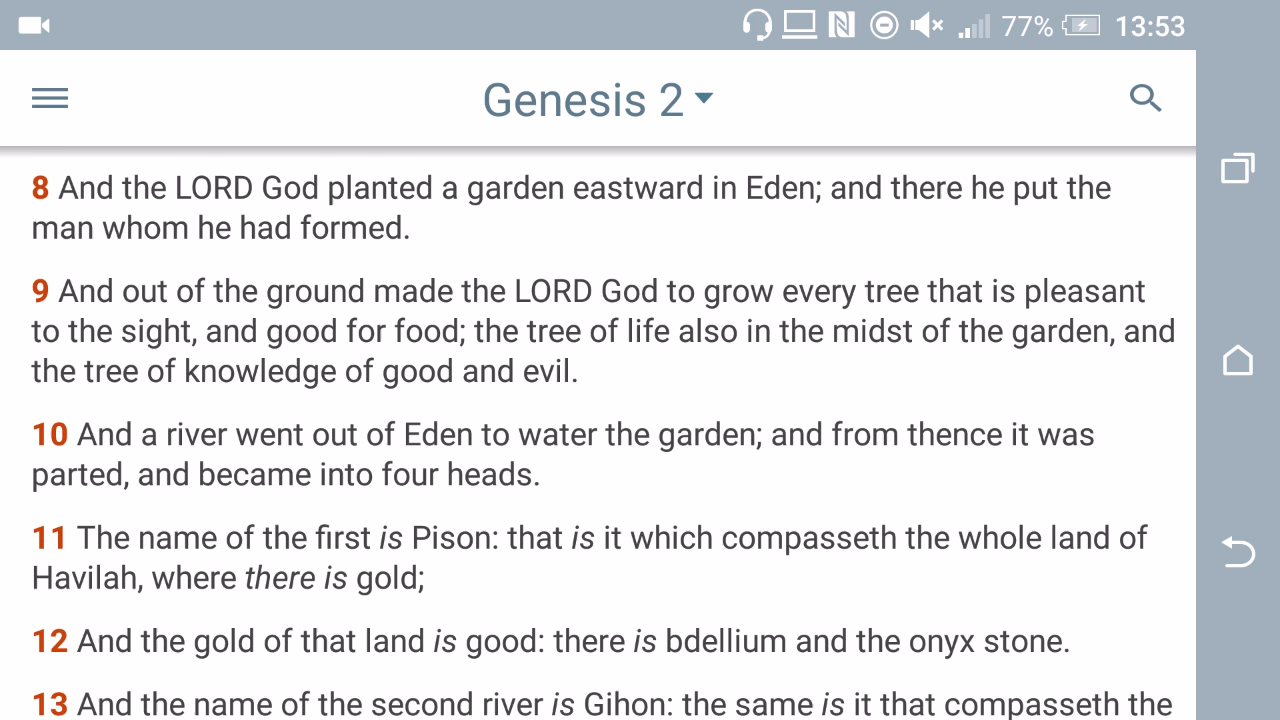 77% 13:53
Genesis 2
8 And the LORD God planted a garden eastward in Eden; and there he put the
man whom he had formed.
9 And out of the ground made the LORD God to grow every tree that is pleasant
to the sight, and good for food; the tree of life also in the midst of the garden, and
the tree of knowledge of good and evil.
10 And a river went out of Eden to water the garden; and from thence it was
parted, and became into four heads.
11 The name of the first is Pison: that is it which compasseth the whole land of
Havilah, where there is gold;
12 And the gold of that land is good: there is bdellium and the onyx stone.
13 And the name of the second river is Gihon: the same is it that compasseth the